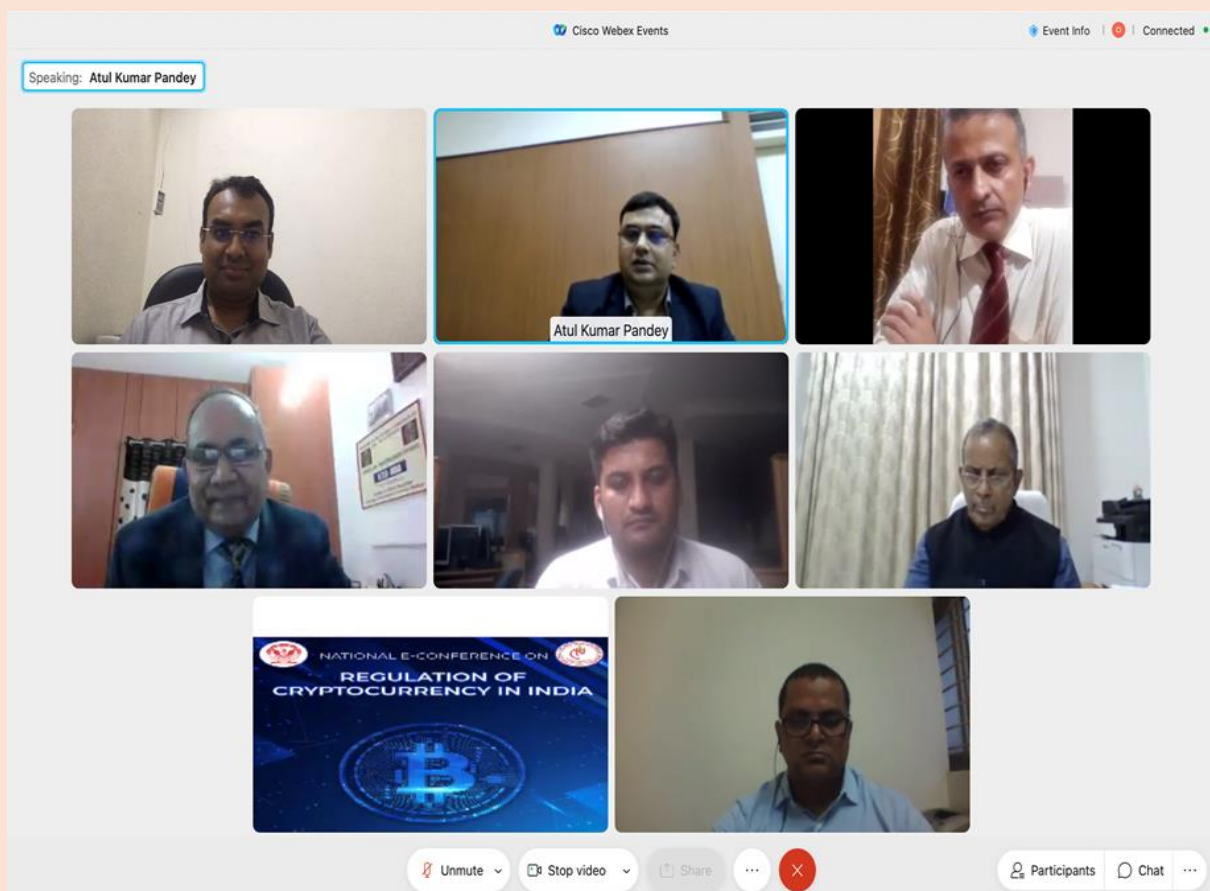 Cisco Webex Events
Event Info
Connected
Speaking: Atul Kumar Pandey
Atul Kumar Pandey
NATIONAL E-CONFERENCE ON
REGULATION OF
CRYPTOCURRENCY IN INDIA
Unmute
Stop video
Share
Participants
Chat